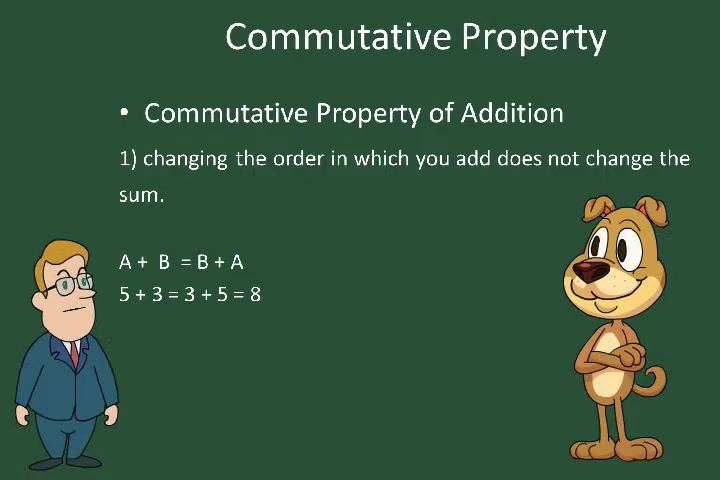 Commutative Property
• Commutative Property of Addition
1) changing the order in which you add does not change the
sum.
A + B = B + A
5 + 3 = 3 + 5 = 8